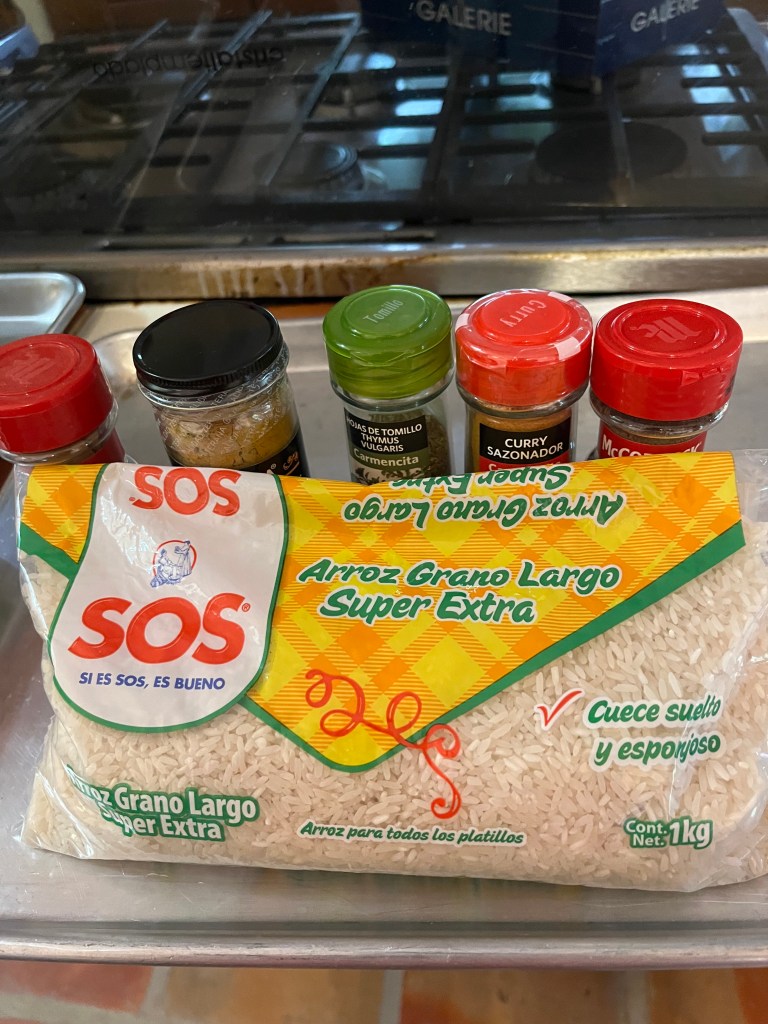 GALERIE
GALERIE
cristal templado
Tomillo
Curry
HOJAS DE TOMILLO
THYMUS
VULGARIS
Carmencita
CURRY
SAZONADOR
SOS
Arroz Grano Largo
Super Extra
SOS®
SI ES SOS, ES BUENO
Arroz Grano Largo
Super Extra
Cuece suelto
y esponjoso
Arroz Grano Largo
Super Extra
Arroz para todos los platillos
Cont. Net. 1kg